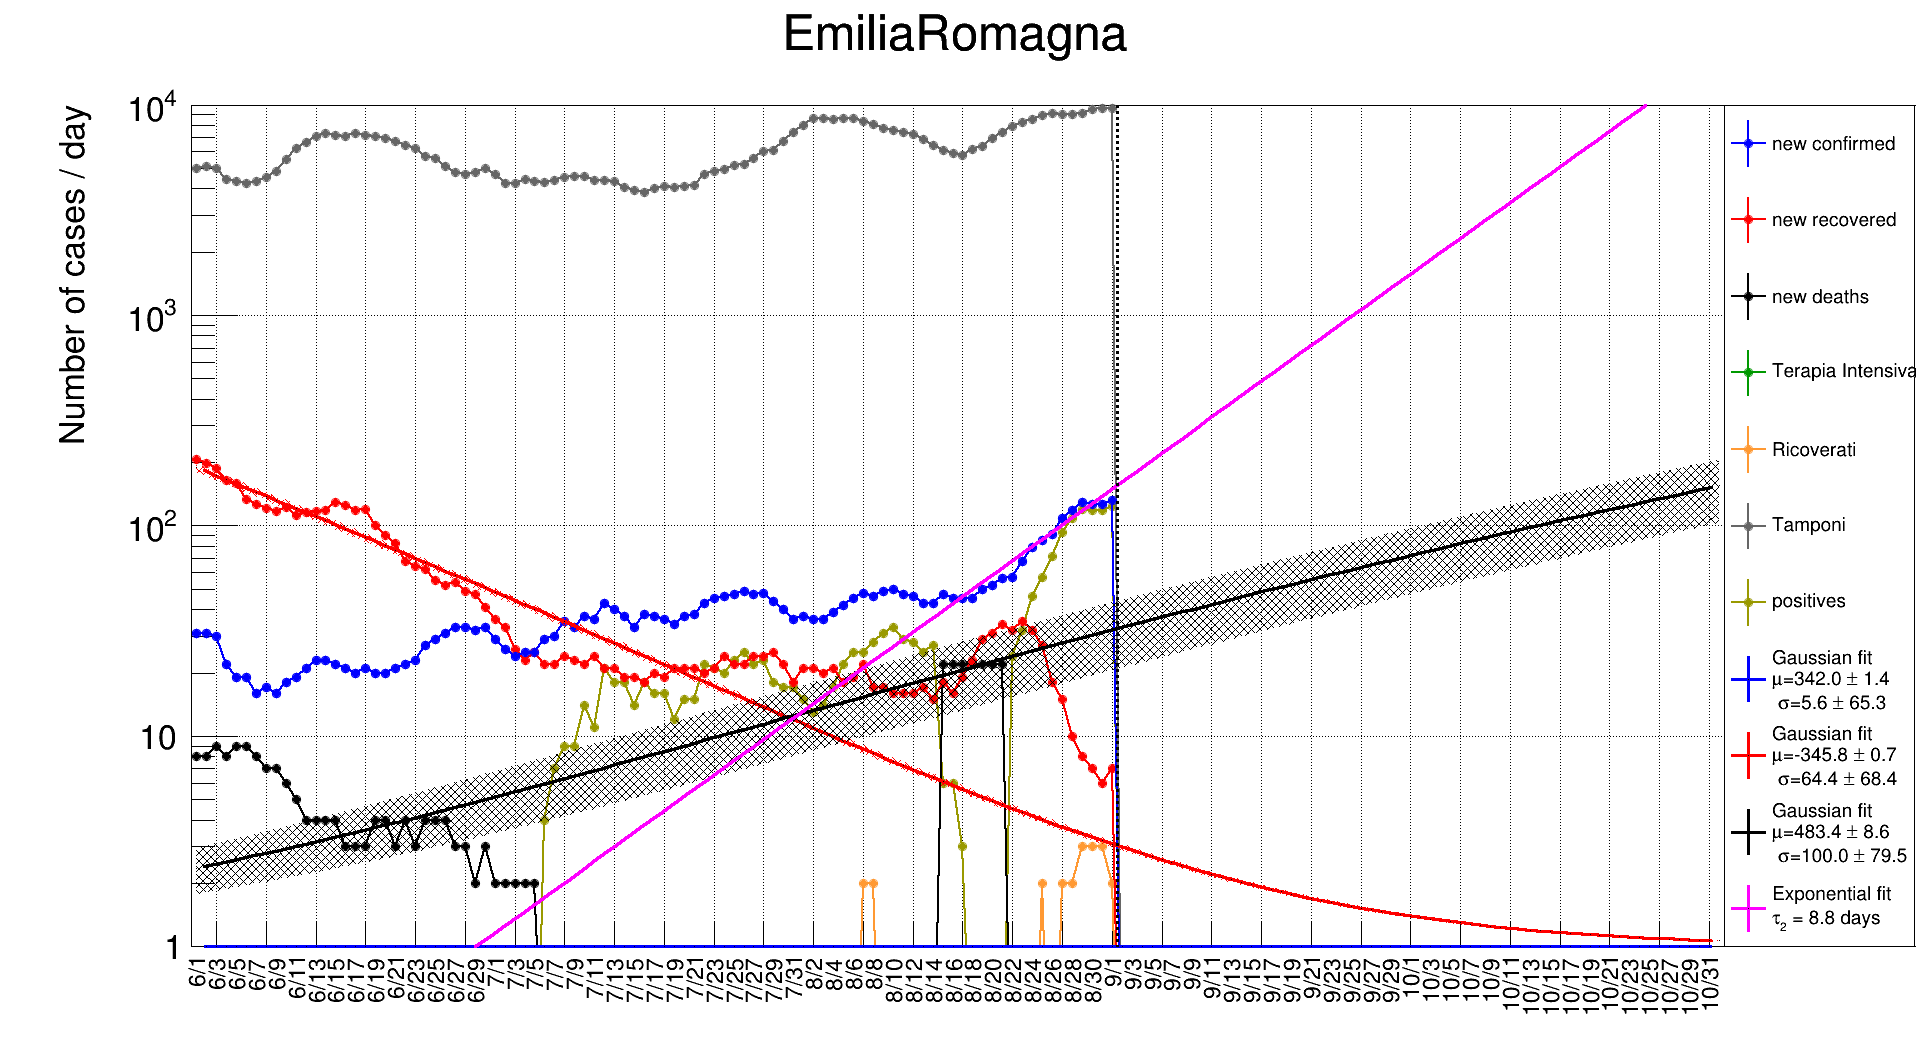 EmiliaRomagna
Number of cases / day
10^4
10^3
10^2
10
1
6/1 6/3 6/5 6/7 6/9 6/11 6/13 6/15 6/17 6/19 6/21 6/23 6/25 6/27 6/29 7/1 7/3 7/5 7/7 7/9 7/11 7/13 7/15 7/17 7/19 7/21 7/23 7/25 7/27 7/29 7/31 8/2 8/4 8/6 8/8 8/10 8/12 8/14 8/16 8/18 8/20 8/22 8/24 8/26 8/28 8/30 9/1 9/3 9/5 9/7 9/9 9/11 9/13 9/15 9/17 9/19 9/21 9/23 9/25 9/27 9/29 10/1 10/3 10/5 10/7 10/9 10/11 10/13 10/15 10/17 10/19 10/21 10/23 10/25 10/27 10/29 10/31
new confirmed
new recovered
new deaths
Terapia Intensiva
Ricoverati
Tamponi
positives
Gaussian fit
μ=342.0 ± 1.4
σ=5.6 ± 65.3
Gaussian fit
μ=-345.8 ± 0.7
σ=64.4 ± 68.4
Gaussian fit
μ=483.4 ± 8.6
σ=100.0 ± 79.5
Exponential fit
τ_2 = 8.8 days